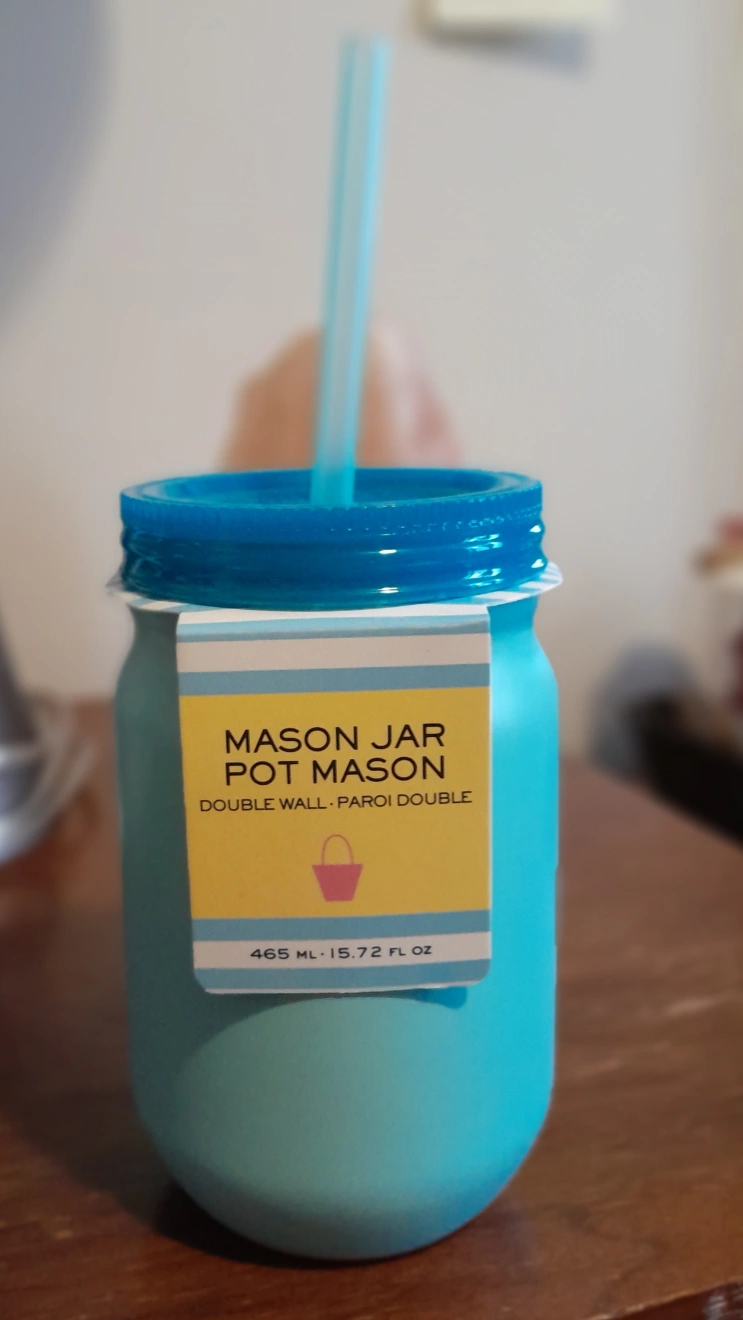 MASON JAR
POT MASON
DOUBLE WALL · PAROI DOUBLE
465 ML · 15.72 FL OZ